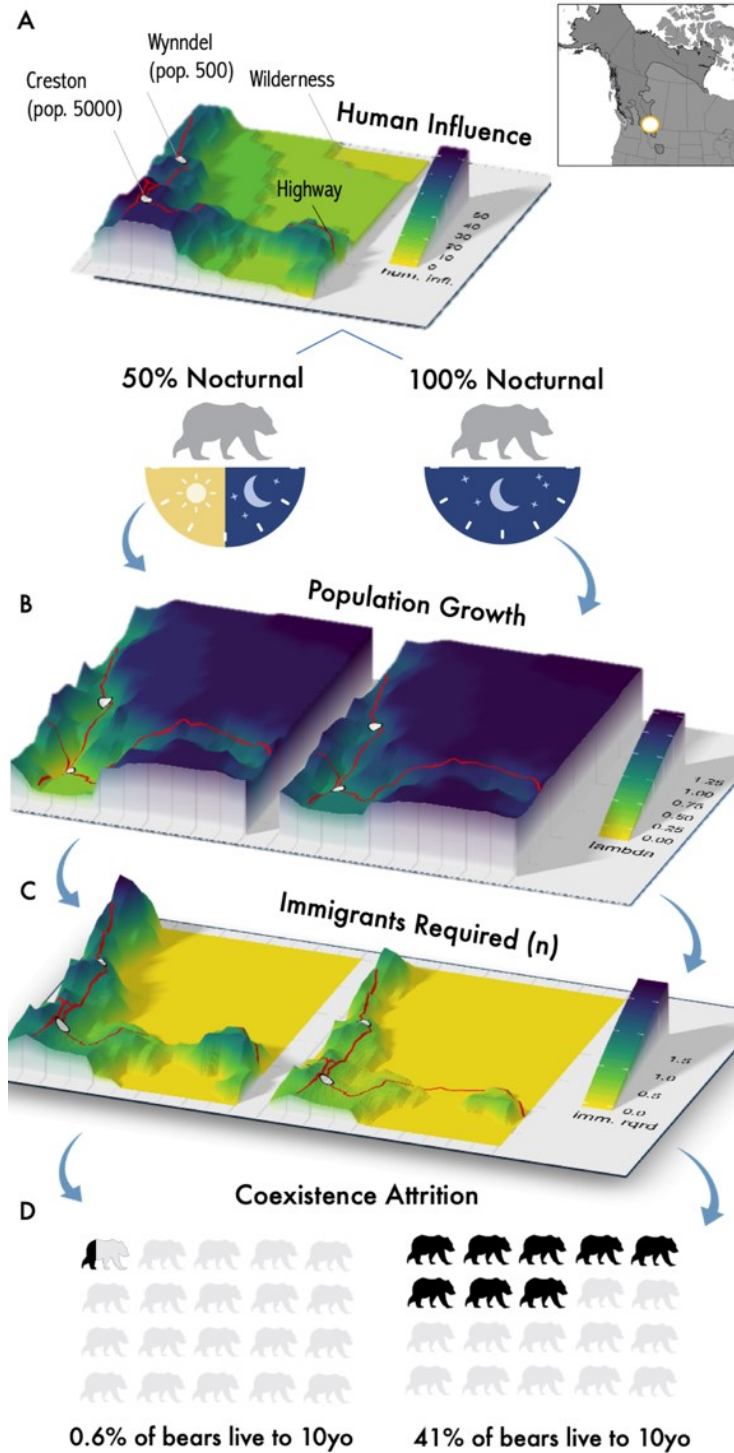 A
Wynndel
(pop. 500)
Creston
(pop. 5000)
Wilderness
Human Influence
Highway
50
40
30
20
10
0
hum. infl.
50% Nocturnal
100% Nocturnal
B
Population Growth
1.25
1.00
0.75
0.50
0.25
0.00
lambda
C
Immigrants Required (n)
1.5
1.0
0.5
0.0
imm. rqrd
Coexistence Attrition
D
0.6% of bears live to 10yo
41% of bears live to 10yo